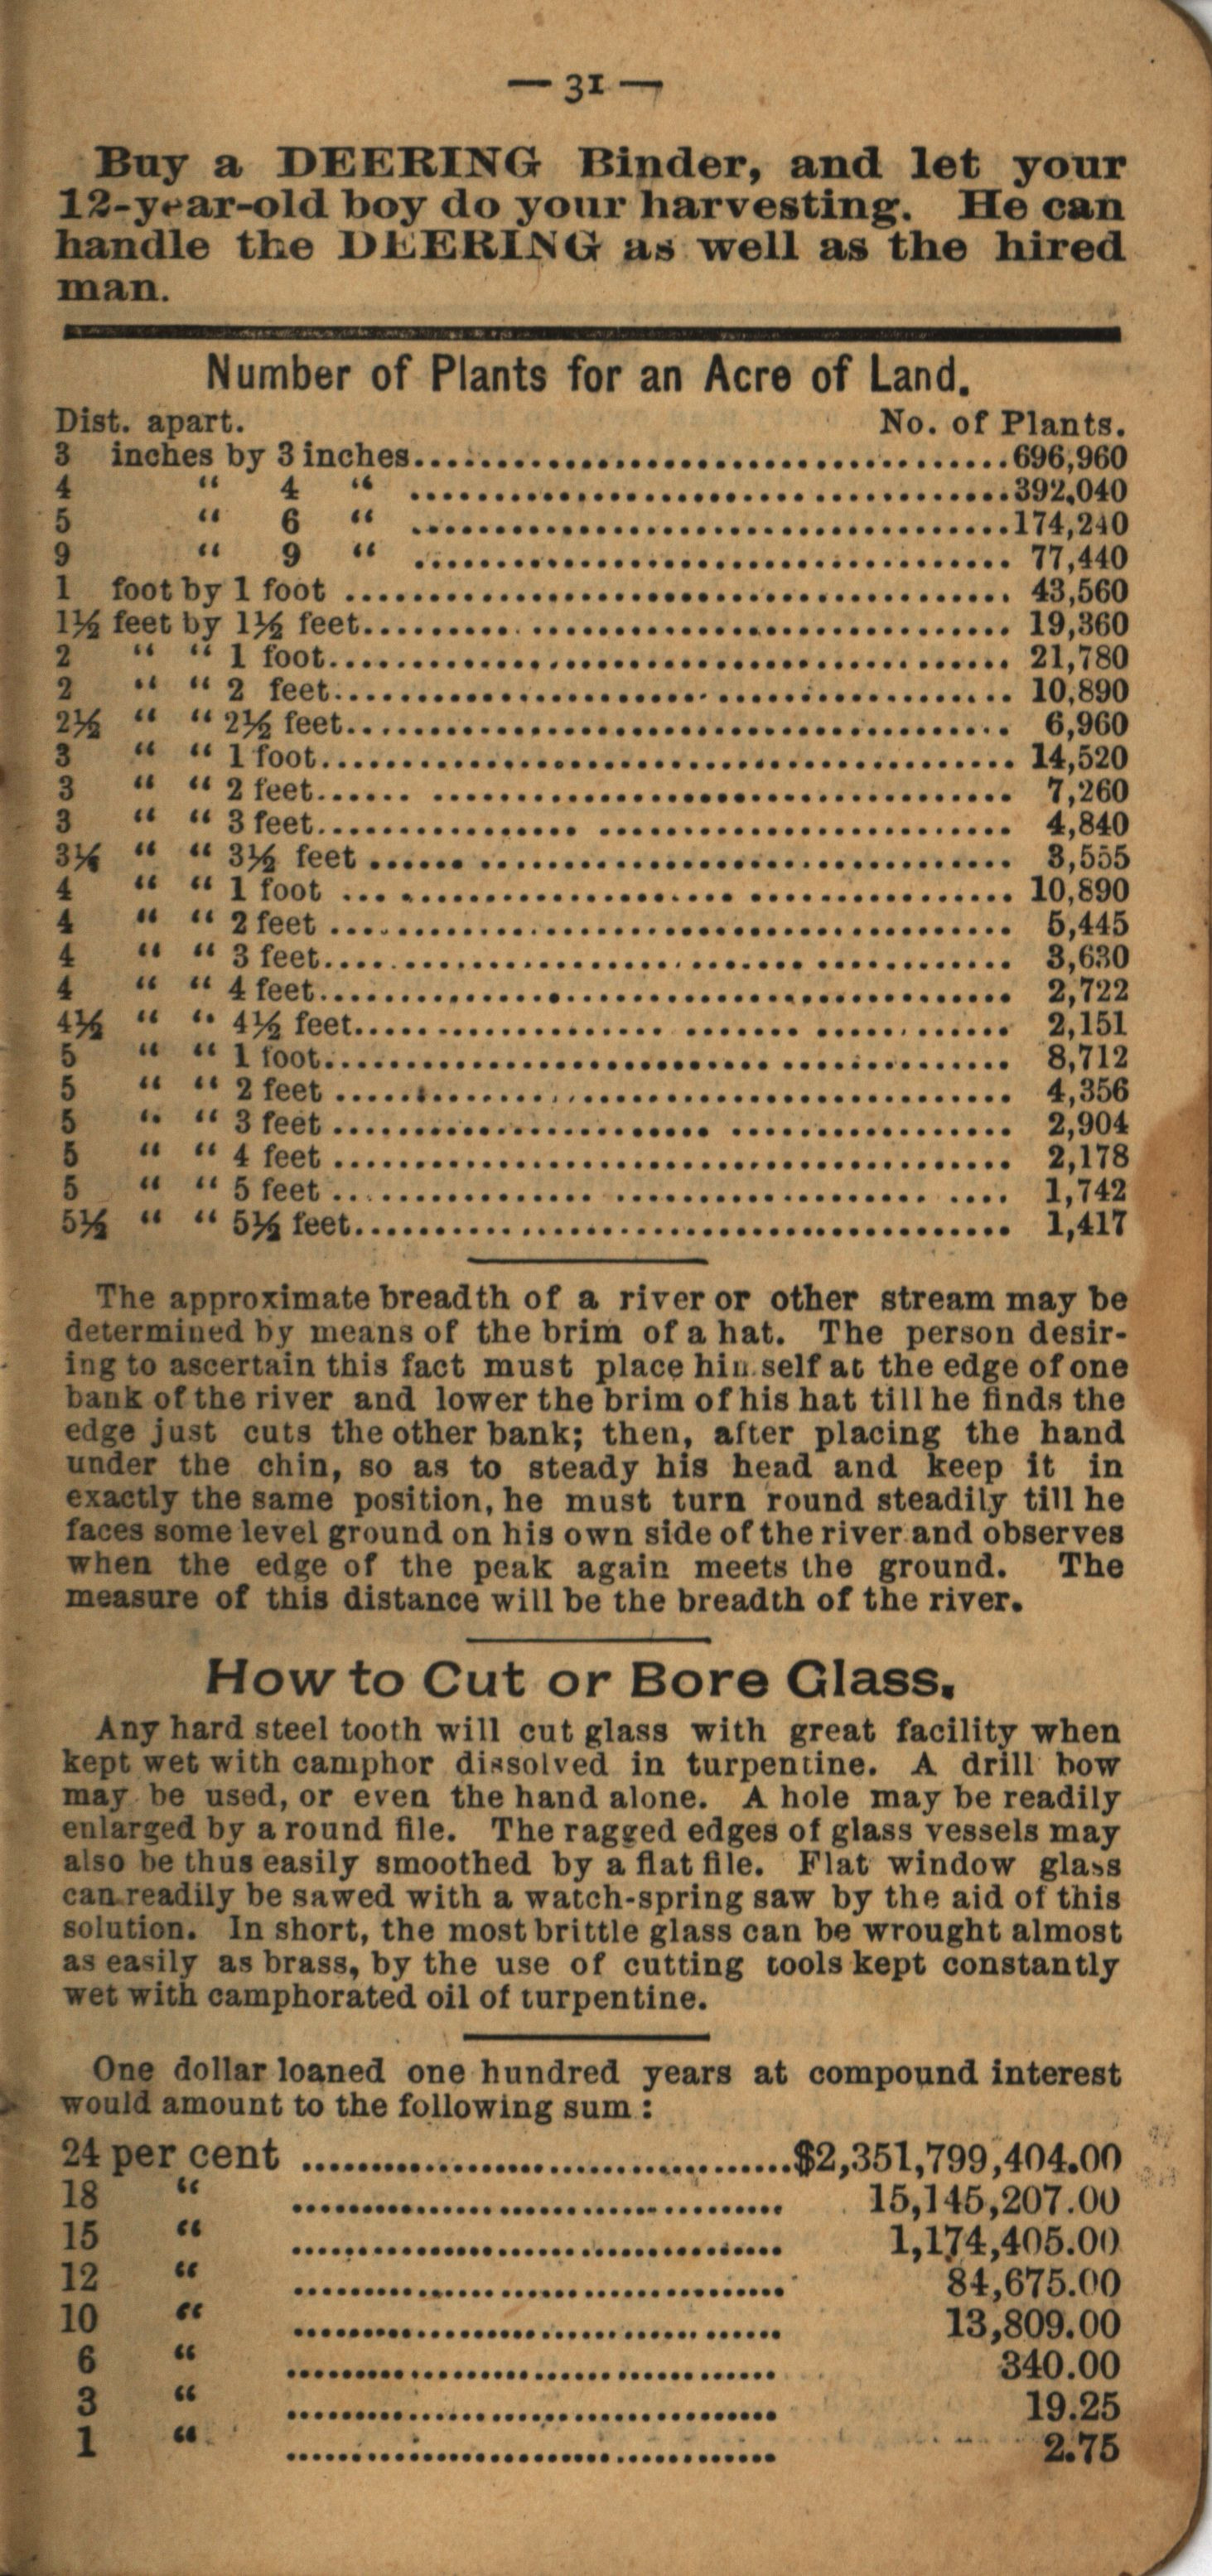 — 31 —
Buy a DEERING Binder, and let your
12-year-old boy do your harvesting. He can
handle the DEERING as well as the hired
man.
Number of Plants for an Acre of Land.
Dist. apart. No. of Plants.
3 inches by 3 inches........................................696,960
4 “ 4 “ ........................................392,040
5 “ 6 “ ........................................174,240
9 “ 9 “ ........................................ 77,440
1 foot by 1 foot ........................................ 43,560
1½ feet by 1½ feet........................................ 19,360
2 “ “ 1 foot........................................ 21,780
2 “ “ 2 feet........................................ 10,890
2½ “ “ 2½ feet........................................ 6,960
3 “ “ 1 foot........................................ 14,520
3 “ “ 2 feet........................................ 7,260
3 “ “ 3 feet........................................ 4,840
3½ “ “ 3½ feet ........................................ 3,555
4 “ “ 1 foot ........................................ 10,890
4 “ “ 2 feet ........................................ 5,445
4 “ “ 3 feet........................................ 3,630
4 “ “ 4 feet........................................ 2,722
4½ “ “ 4½ feet........................................ 2,151
5 “ “ 1 foot........................................ 8,712
5 “ “ 2 feet ........................................ 4,356
5 “ “ 3 feet ........................................ 2,904
5 “ “ 4 feet ........................................ 2,178
5 “ “ 5 feet ........................................ 1,742
5½ “ “ 5½ feet........................................ 1,417
The approximate breadth of a river or other stream may be
determined by means of the brim of a hat. The person desir-
ing to ascertain this fact must place himself at the edge of one
bank of the river and lower the brim of his hat till he finds the
edge just cuts the other bank; then, after placing the hand
under the chin, so as to steady his head and keep it in
exactly the same position, he must turn round steadily till he
faces some level ground on his own side of the river and observes
when the edge of the peak again meets the ground. The
measure of this distance will be the breadth of the river.
How to Cut or Bore Glass.
Any hard steel tooth will cut glass with great facility when
kept wet with camphor dissolved in turpentine. A drill bow
may be used, or even the hand alone. A hole may be readily
enlarged by a round file. The ragged edges of glass vessels may
also be thus easily smoothed by a flat file. Flat window glass
can readily be sawed with a watch-spring saw by the aid of this
solution. In short, the most brittle glass can be wrought almost
as easily as brass, by the use of cutting tools kept constantly
wet with camphorated oil of turpentine.
One dollar loaned one hundred years at compound interest
would amount to the following sum:
24 per cent ........................................$2,351,799,404.00
18 “ ........................................ 15,145,207.00
15 “ ........................................ 1,174,405.00
12 “ ........................................ 84,675.00
10 “ ........................................ 13,809.00
6 “ ........................................ 340.00
3 “ ........................................ 19.25
1 “ ........................................ 2.75